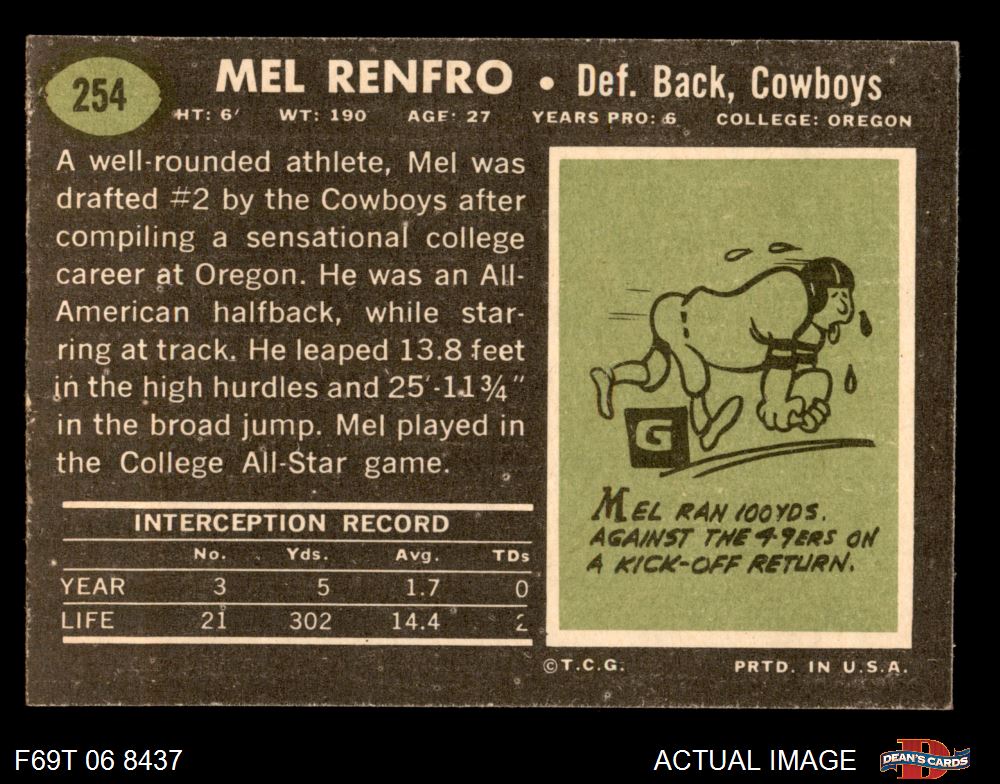 254
MEL RENFRO • Def. Back, Cowboys
HT: 6' WT: 190 AGE: 27 YEARS PRO: 6 COLLEGE: OREGON
A well-rounded athlete, Mel was
drafted #2 by the Cowboys after
compiling a sensational college
career at Oregon. He was an All-
American halfback, while star-
ring at track. He leaped 13.8 feet
in the high hurdles and 25'-11¾"
in the broad jump. Mel played in
the College All-Star game.
INTERCEPTION RECORD
No. Yds. Avg. TDs
YEAR 3 5 1.7 0
LIFE 21 302 14.4 2
G
MEL RAN 100 YDS.
AGAINST THE 49ERS ON
A KICK-OFF RETURN.
©T.C.G. PRTD. IN U.S.A.
F69T 06 8437
ACTUAL IMAGE
D
DEAN'S CARDS